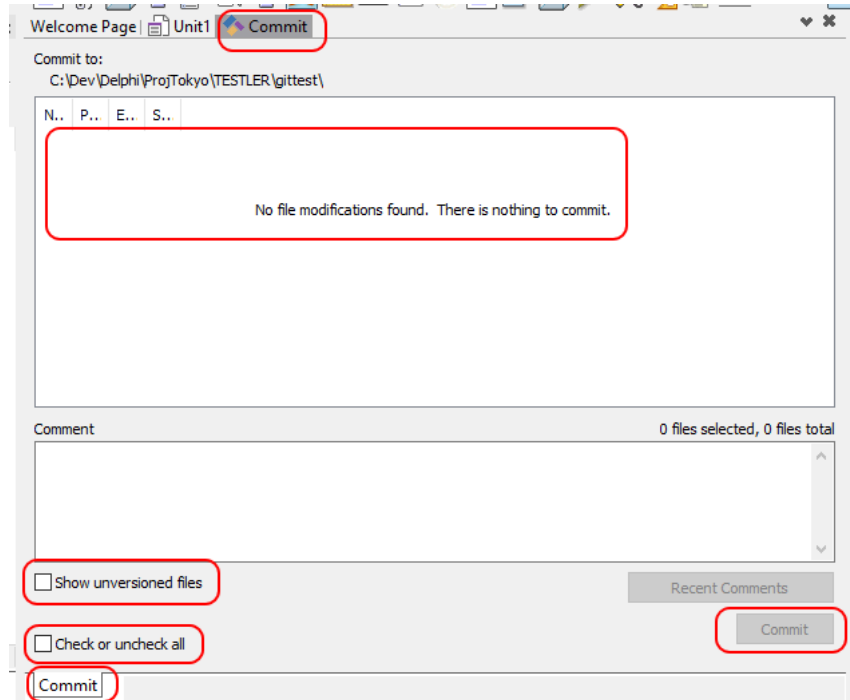 Welcome Page Unit1 Commit
Commit to:
C:\Dev\Delphi\ProjTokyo\TESTLER\gittest\
N.. P... E... S...
No file modifications found. There is nothing to commit.
Comment 0 files selected, 0 files total
Show unversioned files
Recent Comments
Commit
Check or uncheck all
Commit